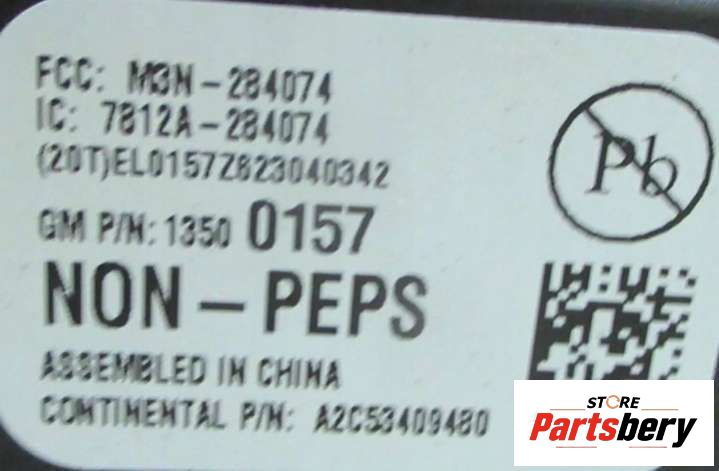 FCC: M3N-284074
IC: 7812A-284074
(20T)EL0157Z623040342
GM P/N: 1350 0157
NON-PEPS
ASSEMBLED IN CHINA
CONTINENTAL P/N: A2C53409480
Pb
STORE
Partsbery